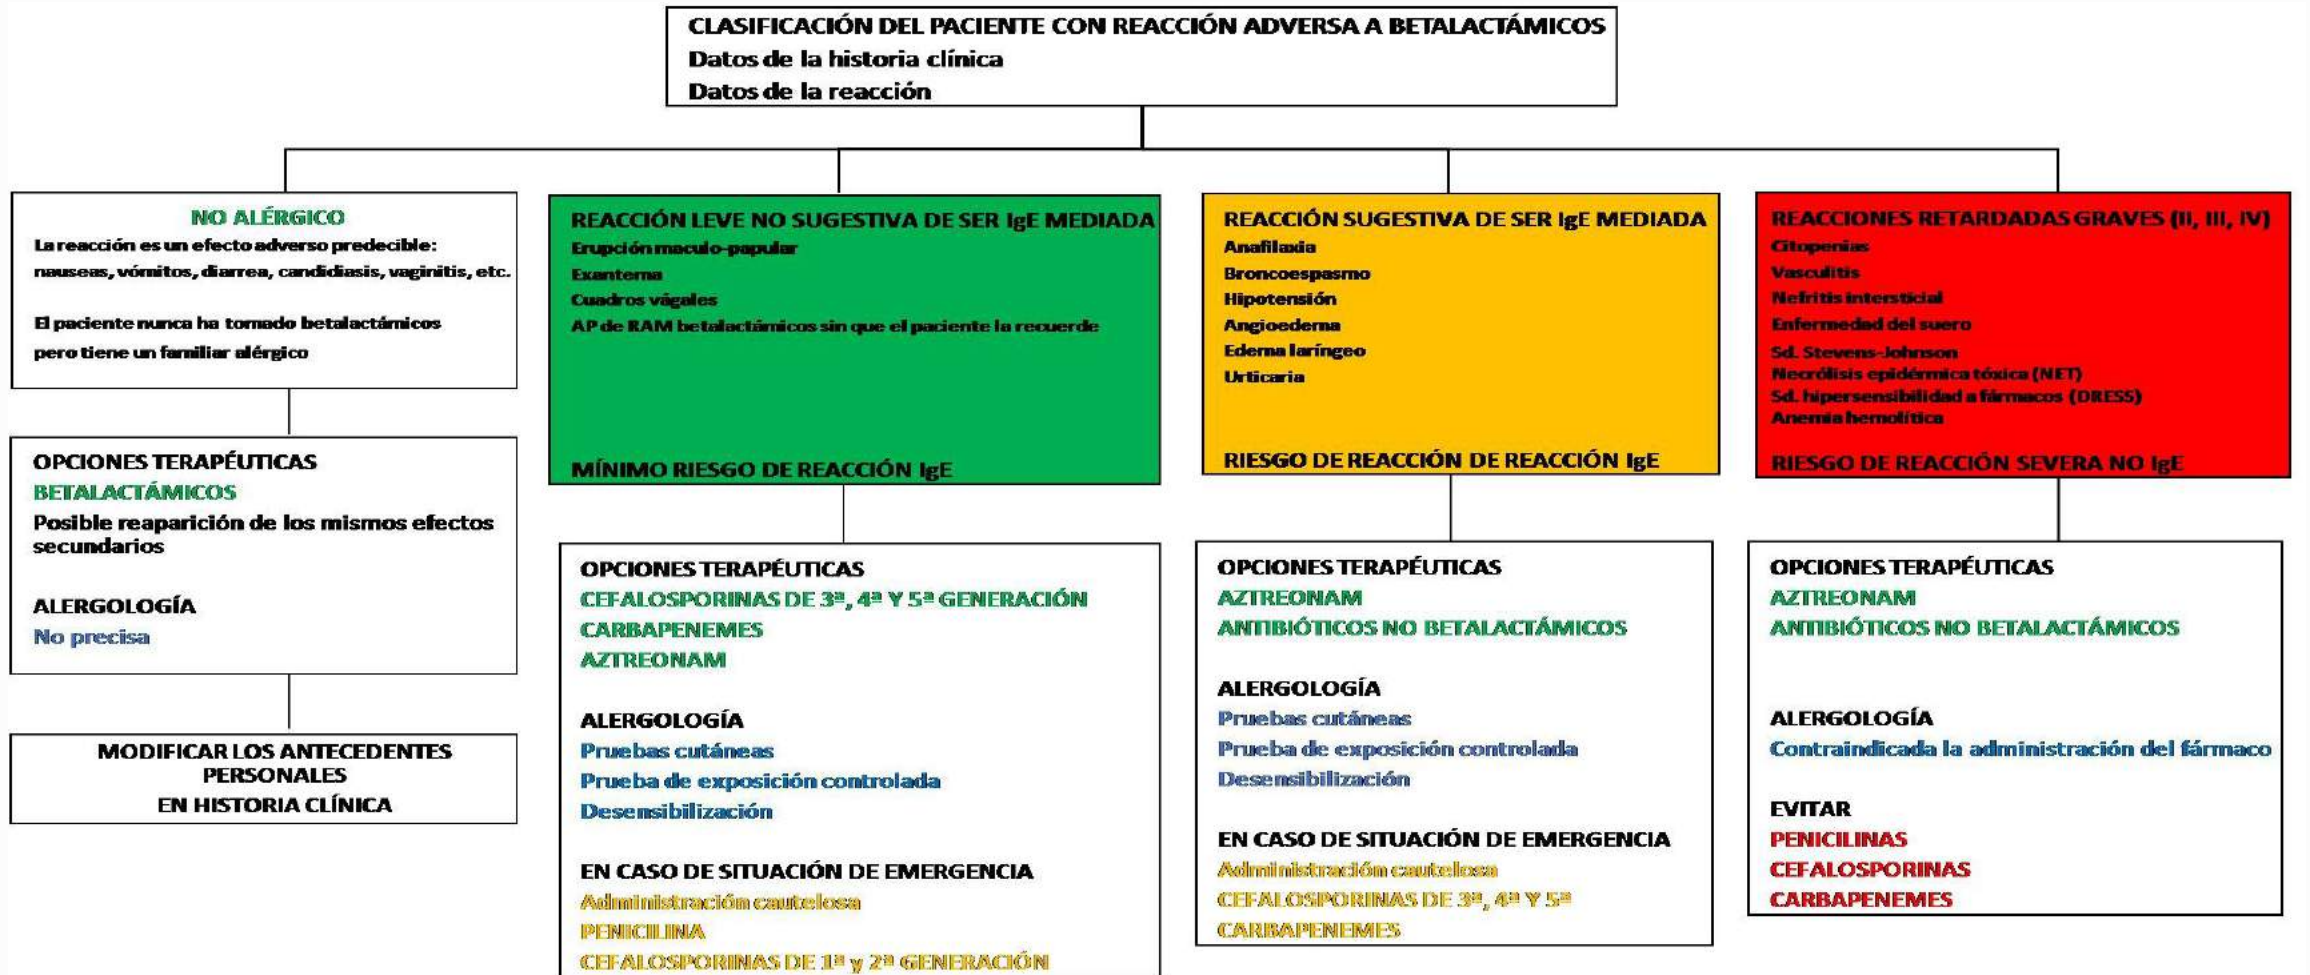 CLASIFICACIÓN DEL PACIENTE CON REACCIÓN ADVERSA A BETALACTÁMICOS
Datos de la historia clínica
Datos de la reacción
NO ALÉRGICO
La reacción es un efecto adverso predecible:
nauseas, vómitos, diarrea, candidiasis, vaginitis, etc.
El paciente nunca ha tomado betalactámicos
pero tiene un familiar alérgico
OPCIONES TERAPÉUTICAS
BETALACTÁMICOS
Posible reaparición de los mismos efectos
secundarios
ALERGOLOGÍA
No precisa
MODIFICAR LOS ANTECEDENTES
PERSONALES
EN HISTORIA CLÍNICA
REACCIÓN LEVE NO SUGESTIVA DE SER IgE MEDIADA
Erupción maculo-papular
Exantema
Cuadros vágales
AP de RAM betalactámicos sin que el paciente la recuerde
MÍNIMO RIESGO DE REACCIÓN IgE
OPCIONES TERAPÉUTICAS
CEFALOSPORINAS DE 3ª, 4ª Y 5ª GENERACIÓN
CARBAPENEMES
AZTREONAM
ALERGOLOGÍA
Pruebas cutáneas
Prueba de exposición controlada
Desensibilización
EN CASO DE SITUACIÓN DE EMERGENCIA
Administración cautelosa
PENICILINA
CEFALOSPORINAS DE 1ª y 2ª GENERACIÓN
REACCIÓN SUGESTIVA DE SER IgE MEDIADA
Anafilaxia
Broncoespasmo
Hipotensión
Angioedema
Edema laríngeo
Urticaria
RIESGO DE REACCIÓN DE REACCIÓN IgE
OPCIONES TERAPÉUTICAS
AZTREONAM
ANTIBIÓTICOS NO BETALACTÁMICOS
ALERGOLOGÍA
Pruebas cutáneas
Prueba de exposición controlada
Desensibilización
EN CASO DE SITUACIÓN DE EMERGENCIA
Administración cautelosa
CEFALOSPORINAS DE 3ª, 4ª Y 5ª
CARBAPENEMES
REACCIONES RETARDADAS GRAVES (II, III, IV)
Citopenias
Vasculitis
Nefritis intersticial
Enfermedad del suero
Sd. Stevens-Johnson
Necrólisis epidérmica tóxica (NET)
Sd. hipersensibilidad a fármacos (DRESS)
Anemia hemolítica
RIESGO DE REACCIÓN SEVERA NO IgE
OPCIONES TERAPÉUTICAS
AZTREONAM
ANTIBIÓTICOS NO BETALACTÁMICOS
ALERGOLOGÍA
Contraindicada la administración del fármaco
EVITAR
PENICILINAS
CEFALOSPORINAS
CARBAPENEMES